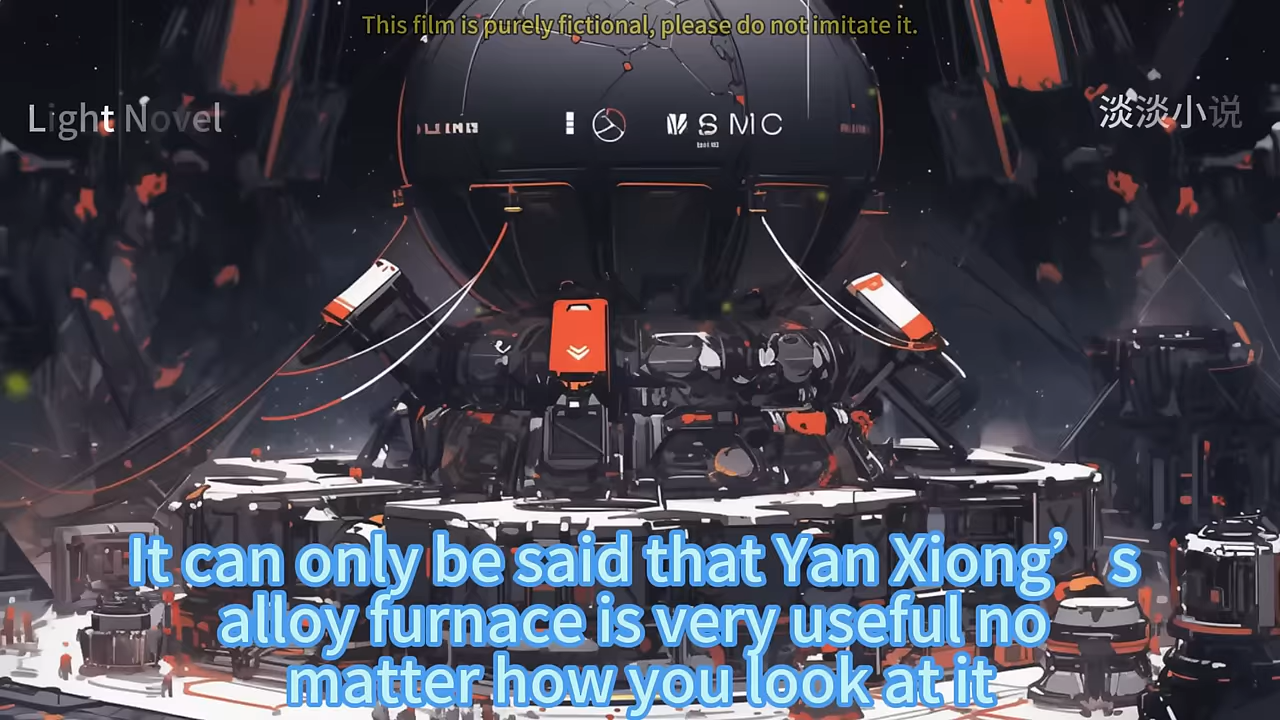 This film is purely fictional, please do not imitate it.
Light Novel
淡淡小说
SMC
It can only be said that Yan Xiong’s
alloy furnace is very useful no
matter how you look at it